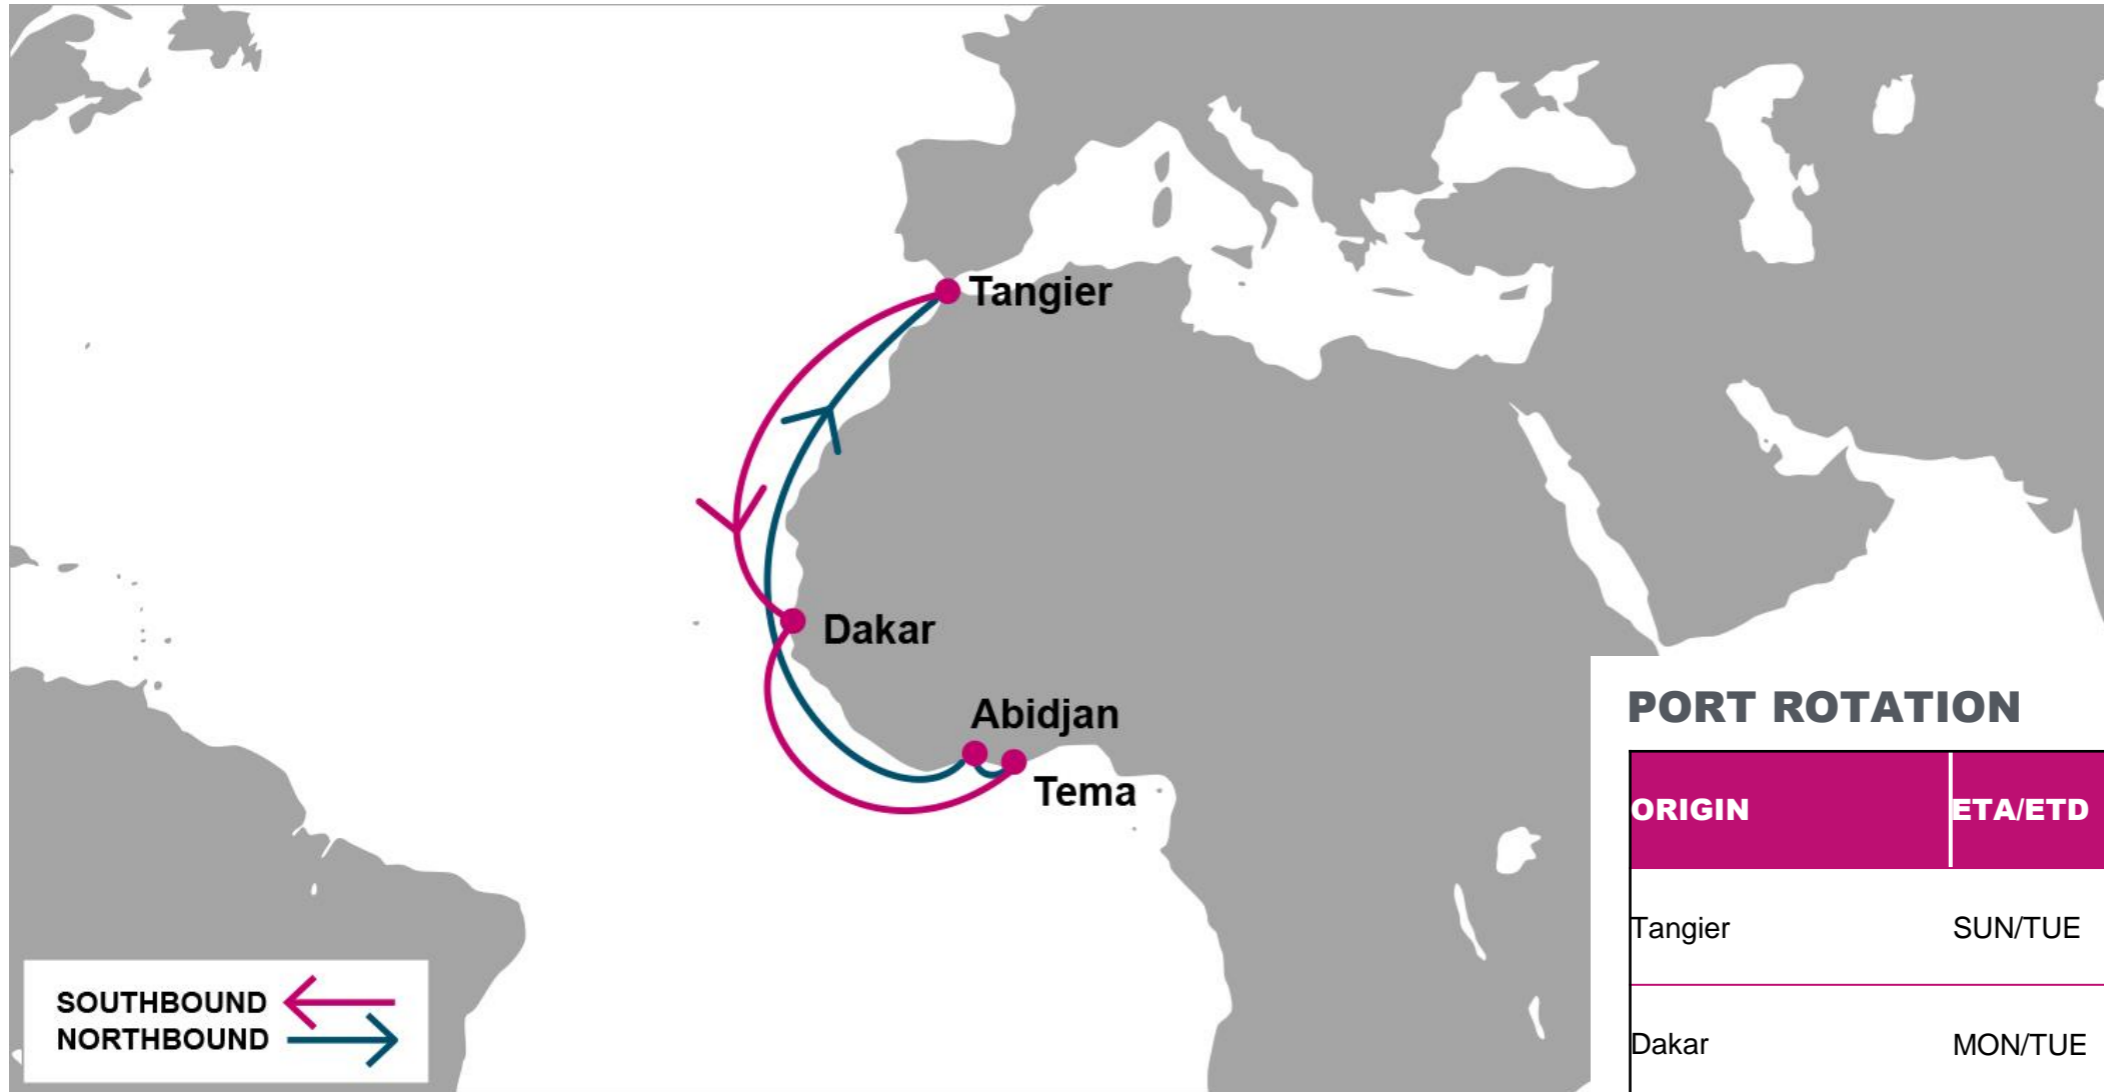 Tangier
Dakar
Abidjan
Tema
SOUTHBOUND
NORTHBOUND
PORT ROTATION
ORIGIN ETA/ETD
Tangier SUN/TUE
Dakar MON/TUE